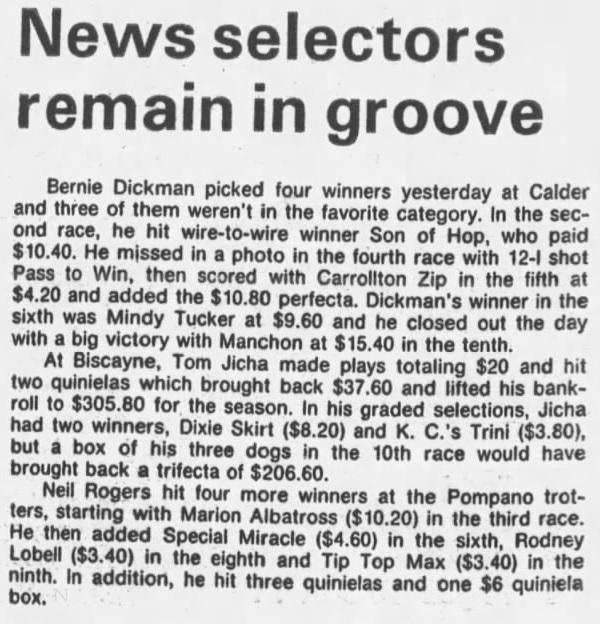 News selectors
remain in groove
Bernie Dickman picked four winners yesterday at Calder
and three of them weren't in the favorite category. In the sec-
ond race, he hit wire-to-wire winner Son of Hop, who paid
$10.40. He missed in a photo in the fourth race with 12-l shot
Pass to Win, then scored with Carrollton Zip in the fifth at
$4.20 and added the $10.80 perfecta. Dickman's winner in the
sixth was Mindy Tucker at $9.60 and he closed out the day
with a big victory with Manchon at $15.40 in the tenth.
At Biscayne, Tom Jicha made plays totaling $20 and hit
two quinielas which brought back $37.60 and lifted his bank-
roll to $305.80 for the season. In his graded selections, Jicha
had two winners, Dixie Skirt ($8.20) and K. C.'s Trini ($3.80),
but a box of his three dogs in the 10th race would have
brought back a trifecta of $206.60.
Neil Rogers hit four more winners at the Pompano trot-
ters, starting with Marion Albatross ($10.20) in the third race.
He then added Special Miracle ($4.60) in the sixth, Rodney
Lobell ($3.40) in the eighth and Tip Top Max ($3.40) in the
ninth. In addition, he hit three quinielas and one $6 quiniela
box.